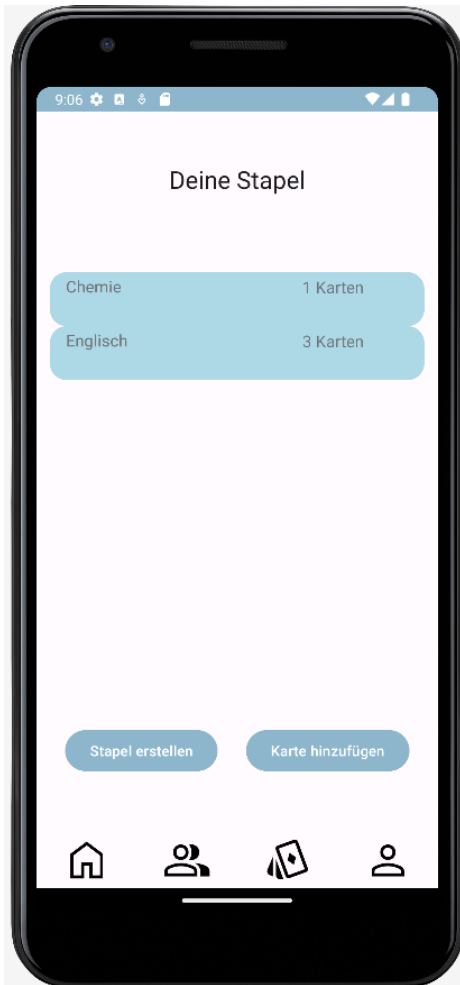 9:06
Deine Stapel
Chemie 1 Karten
Englisch 3 Karten
Stapel erstellen Karte hinzufügen